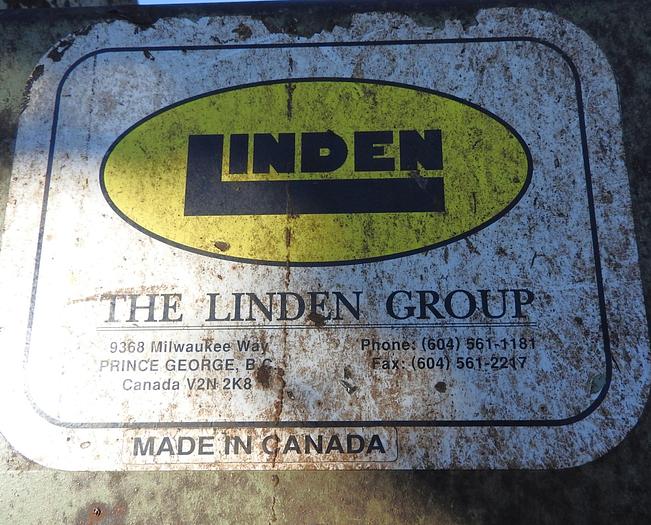 LINDEN
THE LINDEN GROUP
9368 Milwaukee Way
PRINCE GEORGE, B.C.
Canada V2N 2K8
Phone: (604) 561-1181
Fax: (604) 561-2217
MADE IN CANADA